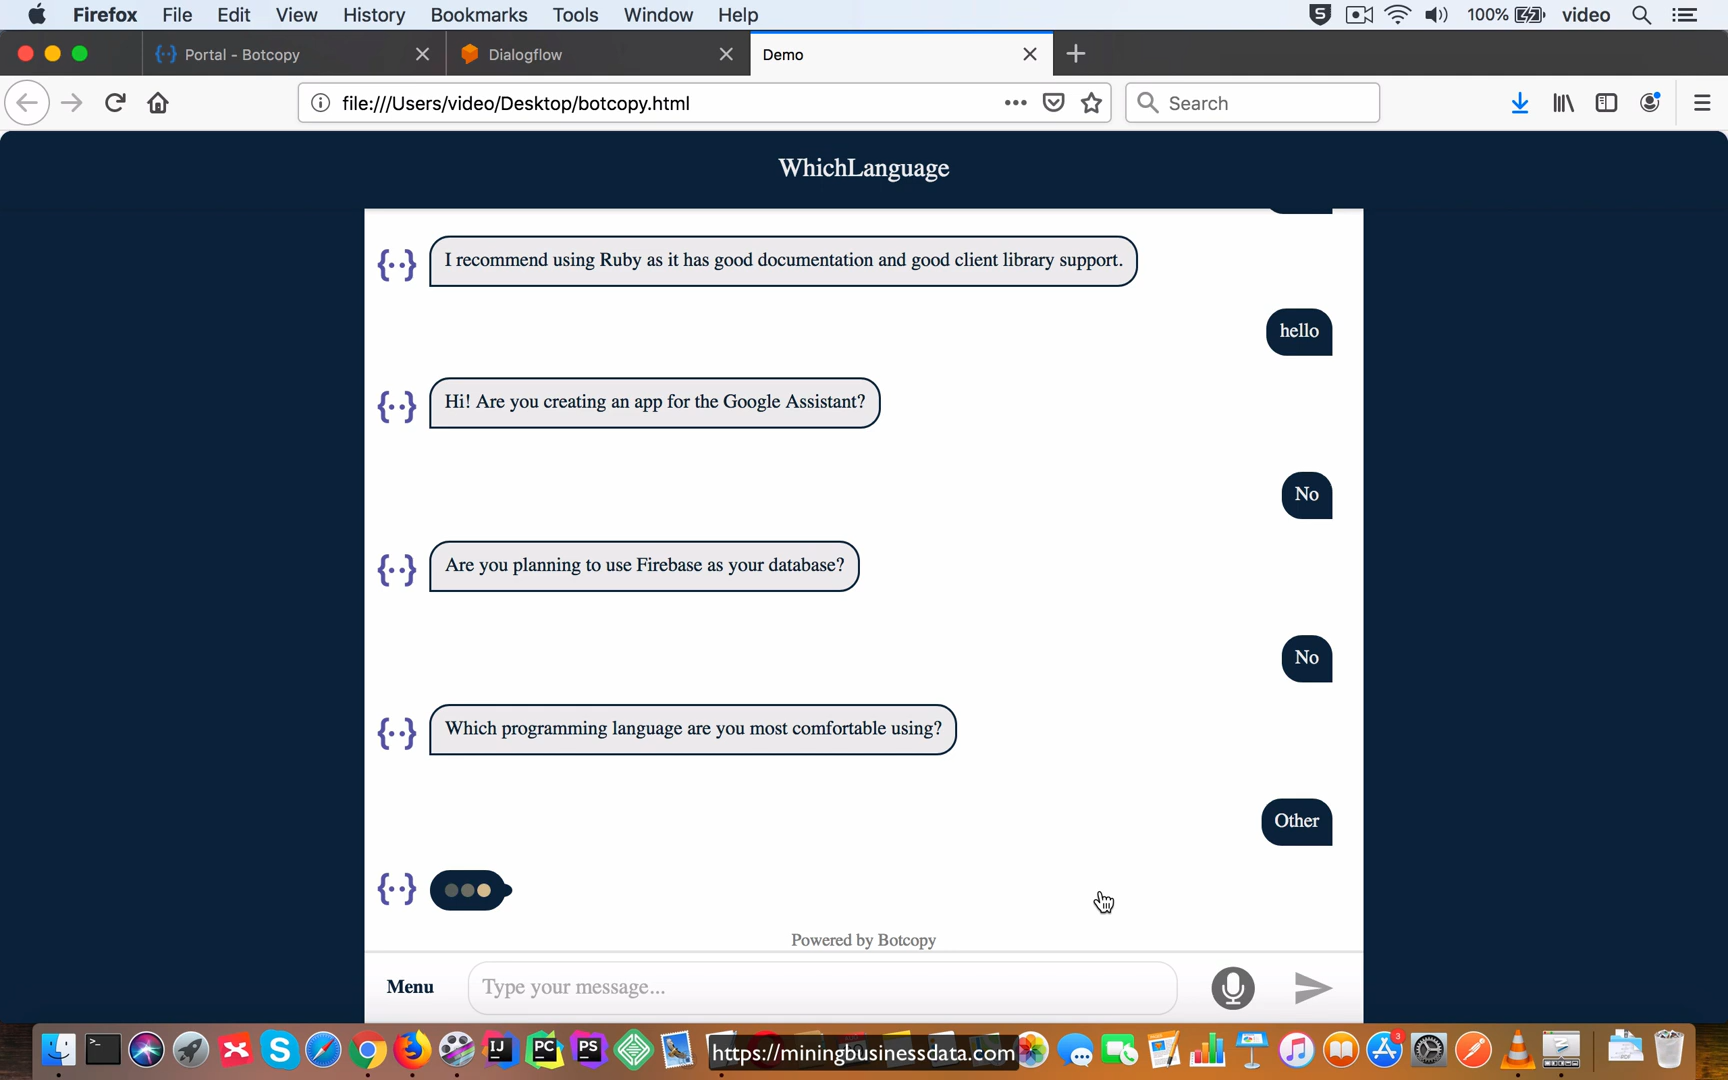 Firefox File Edit View History Bookmarks Tools Window Help 100% video
Portal - Botcopy Dialogflow Demo
file:///Users/video/Desktop/botcopy.html Search
WhichLanguage
I recommend using Ruby as it has good documentation and good client library support.
hello
Hi! Are you creating an app for the Google Assistant?
No
Are you planning to use Firebase as your database?
No
Which programming language are you most comfortable using?
Other
Powered by Botcopy
Menu Type your message...
https://miningbusinessdata.com